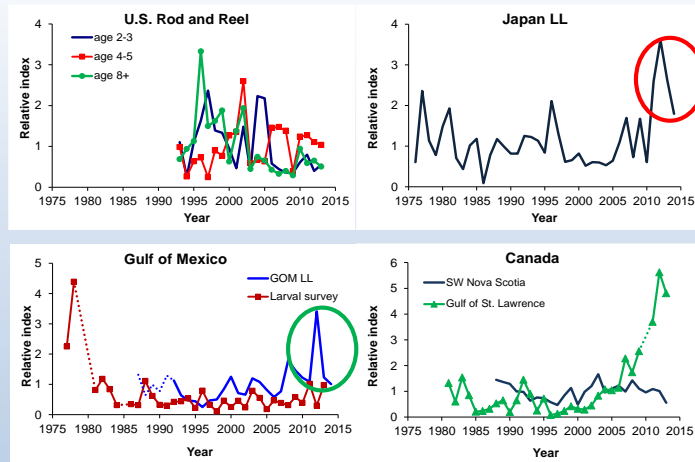 U.S. Rod and Reel
age 2-3
age 4-5
age 8+
Relative index
4
3
2
1
0
1975 1980 1985 1990 1995 2000 2005 2010 2015
Year
Japan LL
Relative index
4
3
2
1
0
1975 1980 1985 1990 1995 2000 2005 2010 2015
Year
Gulf of Mexico
GOM LL
Larval survey
Relative index
5
4
3
2
1
0
1975 1980 1985 1990 1995 2000 2005 2010 2015
Year
Canada
SW Nova Scotia
Gulf of St. Lawrence
Relative index
6
5
4
3
2
1
0
1975 1980 1985 1990 1995 2000 2005 2010 2015
Year